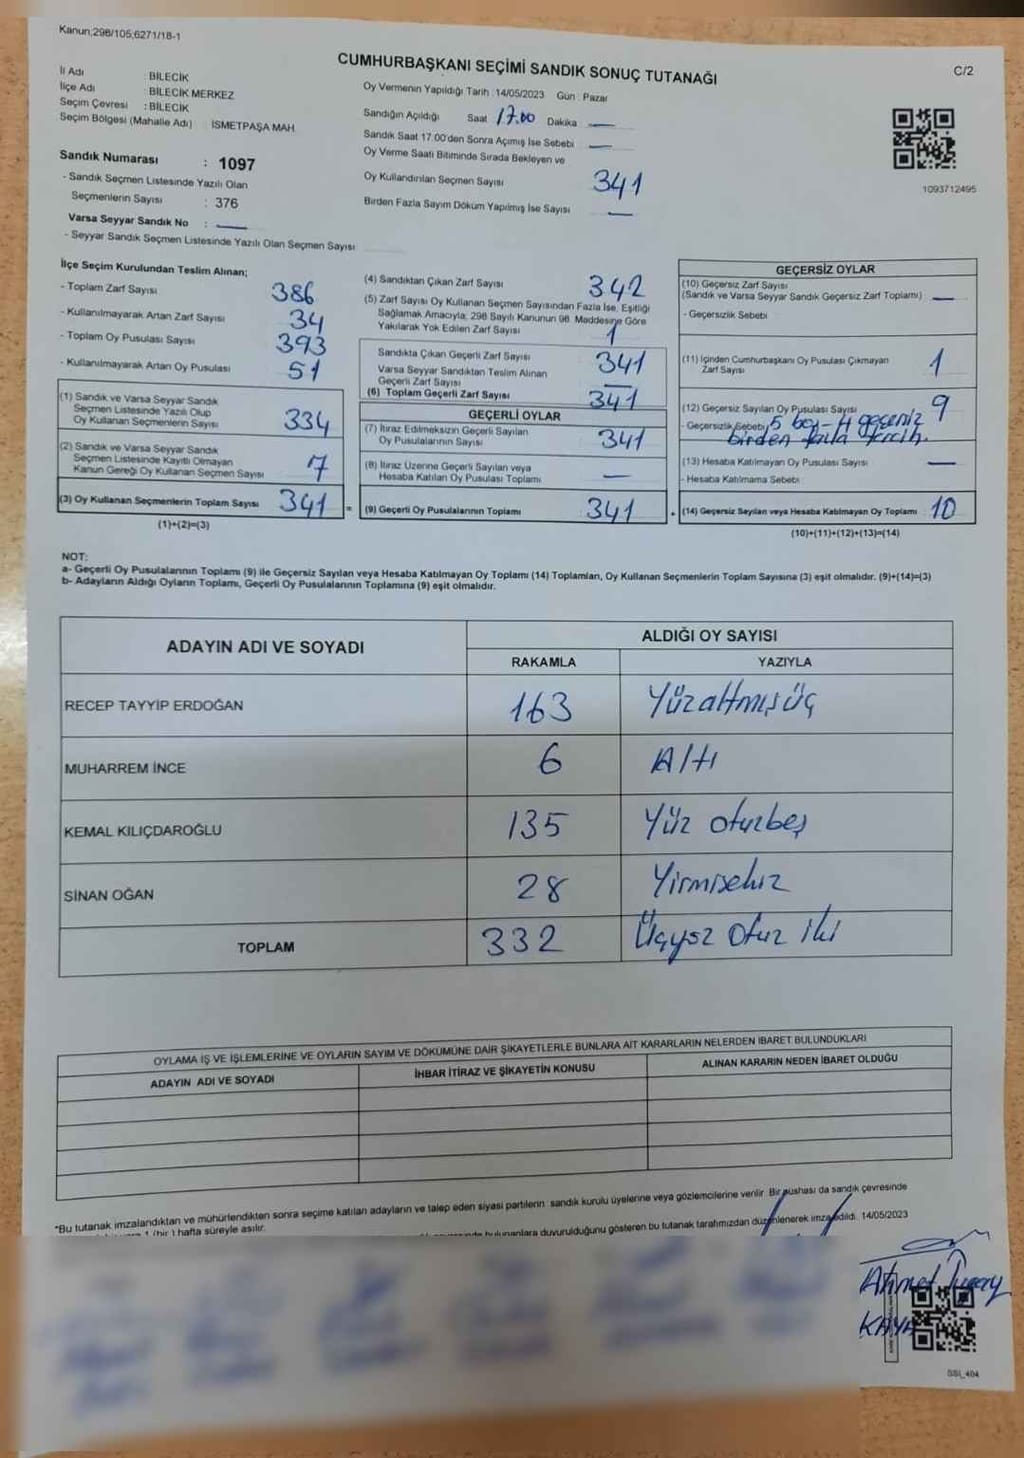 Kanun;298/105;6271/18-1
CUMHURBAŞKANI SEÇİMİ SANDIK SONUÇ TUTANAĞI
C/2
İl Adı : BİLECİK
İlçe Adı : BİLECİK MERKEZ
Seçim Çevresi : BİLECİK
Seçim Bölgesi (Mahalle Adı) : İSMETPAŞA MAH.
Sandık Numarası : 1097
- Sandık Seçmen Listesinde Yazılı Olan
Seçmenlerin Sayısı : 376
Varsa Seyyar Sandık No : —
- Seyyar Sandık Seçmen Listesinde Yazılı Olan Seçmen Sayısı
Oy Vermenin Yapıldığı Tarih :14/05/2023 Gün : Pazar
Sandığın Açıldığı Saat 17.00 Dakika —
Sandık Saat 17:00'den Sonra Açılmış İse Sebebi —
Oy Verme Saati Bitiminde Sırada Bekleyen ve
Oy Kullandırılan Seçmen Sayısı 341
Birden Fazla Sayım Döküm Yapılmış İse Sayısı —
1093712495
İlçe Seçim Kurulundan Teslim Alınan;
- Toplam Zarf Sayısı 386
- Kullanılmayarak Artan Zarf Sayısı 34
- Toplam Oy Pusulası Sayısı 393
- Kullanılmayarak Artan Oy Pusulası 51
(1) Sandık ve Varsa Seyyar Sandık
Seçmen Listesinde Yazılı Olup
Oy Kullanan Seçmenlerin Sayısı 334
(2) Sandık ve Varsa Seyyar Sandık
Seçmen Listesinde Kayıtlı Olmayan
Kanun Gereği Oy Kullanan Seçmen Sayısı 7
(3) Oy Kullanan Seçmenlerin Toplam Sayısı 341 =
(1)+(2)=(3)
(4) Sandıktan Çıkan Zarf Sayısı 342
(5) Zarf Sayısı Oy Kullanan Seçmen Sayısından Fazla İse, Eşitliği
Sağlamak Amacıyla; 298 Sayılı Kanunun 98. Maddesine Göre
Yakılarak Yok Edilen Zarf Sayısı 1
Sandıkta Çıkan Geçerli Zarf Sayısı 341
Varsa Seyyar Sandıktan Teslim Alınan
Geçerli Zarf Sayısı —
(6) Toplam Geçerli Zarf Sayısı 341
GEÇERLİ OYLAR
(7) İtiraz Edilmeksizin Geçerli Sayılan
Oy Pusulalarının Sayısı 341
(8) İtiraz Üzerine Geçerli Sayılan veya
Hesaba Katılan Oy Pusulası Toplamı —
(9) Geçerli Oy Pusulalarının Toplamı 341 +
GEÇERSİZ OYLAR
(10) Geçersiz Zarf Sayısı
(Sandık ve Varsa Seyyar Sandık Geçersiz Zarf Toplamı) —
- Geçersizlik Sebebi
(11) İçinden Cumhurbaşkanı Oy Pusulası Çıkmayan
Zarf Sayısı 1
(12) Geçersiz Sayılan Oy Pusulası Sayısı 9
- Geçersizlik Sebebi 5 boş - 4 geçersiz
birden fazla tercih.
(13) Hesaba Katılmayan Oy Pusulası Sayısı —
- Hesaba Katılmama Sebebi
(14) Geçersiz Sayılan veya Hesaba Katılmayan Oy Toplamı 10
(10)+(11)+(12)+(13)=(14)
NOT:
a- Geçerli Oy Pusulalarının Toplamı (9) ile Geçersiz Sayılan veya Hesaba Katılmayan Oy Toplamı (14) Toplamları, Oy Kullanan Seçmenlerin Toplam Sayısına (3) eşit olmalıdır. (9)+(14)=(3)
b- Adayların Aldığı Oyların Toplamı, Geçerli Oy Pusulalarının Toplamına (9) eşit olmalıdır.
ADAYIN ADI VE SOYADI ALDIĞI OY SAYISI
RAKAMLA YAZIYLA
RECEP TAYYİP ERDOĞAN 163 Yüzaltmışüç
MUHARREM İNCE 6 Altı
KEMAL KILIÇDAROĞLU 135 Yüz otuzbeş
SİNAN OĞAN 28 Yirmisekiz
TOPLAM 332 Üçyüz Otuz iki
OYLAMA İŞ VE İŞLEMLERİNE VE OYLARIN SAYIM VE DÖKÜMÜNE DAİR ŞİKAYETLERLE BUNLARA AİT KARARLARIN NELERDEN İBARET BULUNDUKLARI
ADAYIN ADI VE SOYADI İHBAR İTİRAZ VE ŞİKAYETİN KONUSU ALINAN KARARIN NEDEN İBARET OLDUĞU
*Bu tutanak imzalandıktan ve mühürlendikten sonra seçime katılan adayların ve talep eden siyasi partilerin sandık kurulu üyelerine veya gözlemcilerine verilir. Bir nushası da sandık çevresinde
1 (bir ) hafta süreyle asılır.
bulunanlara duyurulduğunu gösteren bu tutanak tarafımızdan düzenlenerek imza edildi. 14/05/2023
Ahmet
KAYA
SSI_404